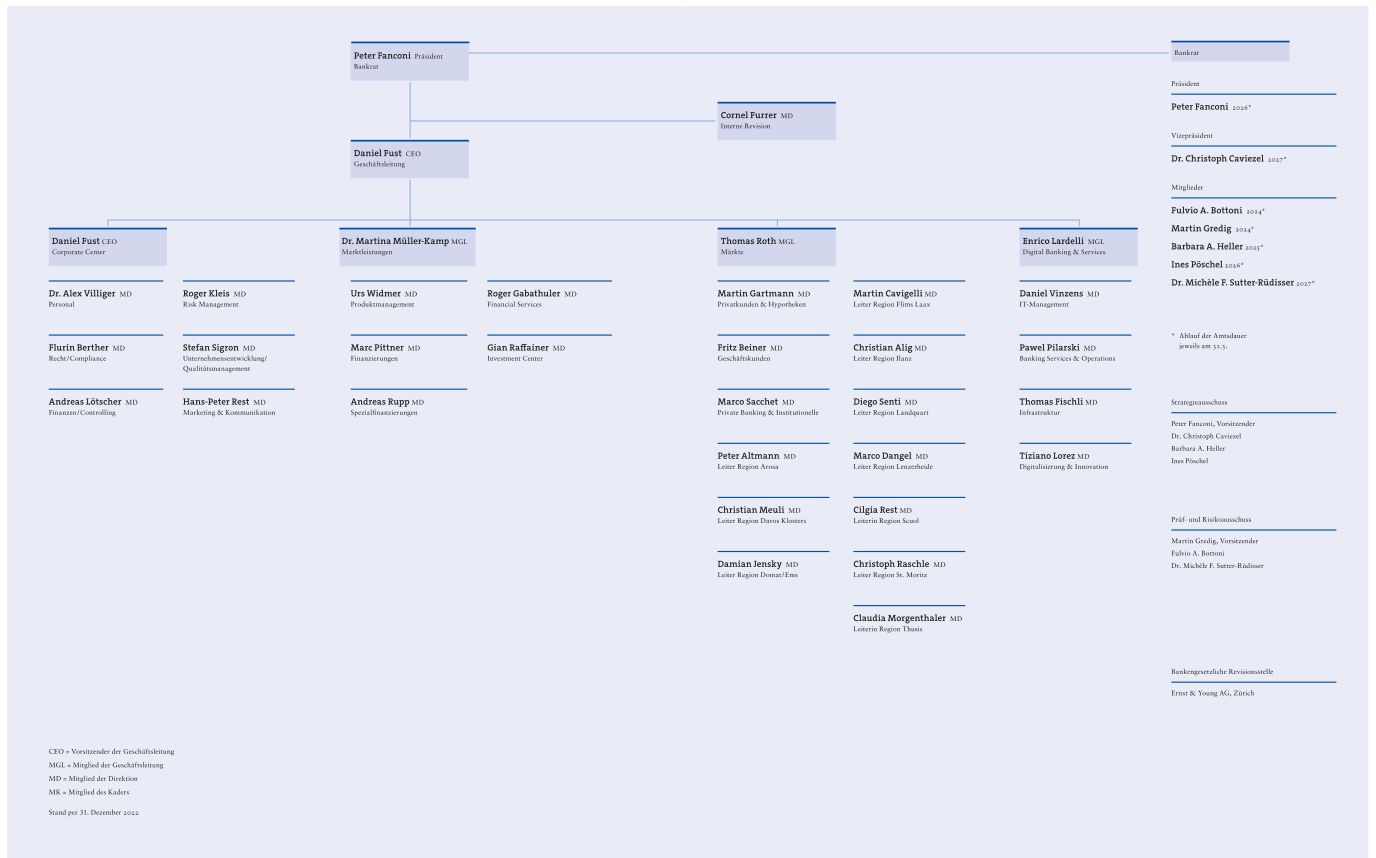 Peter Fanconi Präsident
Bankrat
Cornel Furrer MD
Interne Revision
Daniel Fust CEO
Geschäftsleitung
Daniel Fust CEO
Corporate Center
Dr. Alex Villiger MD
Personal
Flurin Berther MD
Recht/Compliance
Andreas Lötscher MD
Finanzen/Controlling
Roger Kleis MD
Risk Management
Stefan Sigron MD
Unternehmensentwicklung/
Qualitätsmanagement
Hans-Peter Rest MD
Marketing & Kommunikation
Dr. Martina Müller-Kamp MGL
Marktleistungen
Urs Widmer MD
Produktmanagement
Marc Pittner MD
Finanzierungen
Andreas Rupp MD
Spezialfinanzierungen
Roger Gabathuler MD
Financial Services
Gian Raffainer MD
Investment Center
Thomas Roth MGL
Märkte
Martin Gartmann MD
Privatkunden & Hypotheken
Fritz Beiner MD
Geschäftskunden
Marco Sacchet MD
Private Banking & Institutionelle
Peter Altmann MD
Leiter Region Arosa
Christian Meuli MD
Leiter Region Davos Klosters
Damian Jensky MD
Leiter Region Domat/Ems
Martin Cavigelli MD
Leiter Region Flims Laax
Christian Alig MD
Leiter Region Ilanz
Diego Senti MD
Leiter Region Landquart
Marco Dangel MD
Leiter Region Lenzerheide
Cilgia Rest MD
Leiterin Region Scuol
Christoph Raschle MD
Leiter Region St. Moritz
Claudia Morgenthaler MD
Leiterin Region Thusis
Enrico Lardelli MGL
Digital Banking & Services
Daniel Vinzens MD
IT-Management
Pawel Pilarski MD
Banking Services & Operations
Thomas Fischli MD
Infrastruktur
Tiziano Lorez MD
Digitalisierung & Innovation
Bankrat
Präsident
Peter Fanconi 2026*
Vizepräsident
Dr. Christoph Caviezel 2027*
Mitglieder
Fulvio A. Bottoni 2024*
Martin Gredig 2024*
Barbara A. Heller 2025*
Ines Pöschel 2026*
Dr. Michèle F. Sutter-Rüdisser 2027*
* Ablauf der Amtsdauer
jeweils am 31.3.
Strategieausschuss
Peter Fanconi, Vorsitzender
Dr. Christoph Caviezel
Barbara A. Heller
Ines Pöschel
Prüf- und Risikoausschuss
Martin Gredig, Vorsitzender
Fulvio A. Bottoni
Dr. Michèle F. Sutter-Rüdisser
Bankengesetzliche Revisionsstelle
Ernst & Young AG, Zürich
CEO = Vorsitzender der Geschäftsleitung
MGL = Mitglied der Geschäftsleitung
MD = Mitglied der Direktion
MK = Mitglied des Kaders
Stand per 31. Dezember 2022